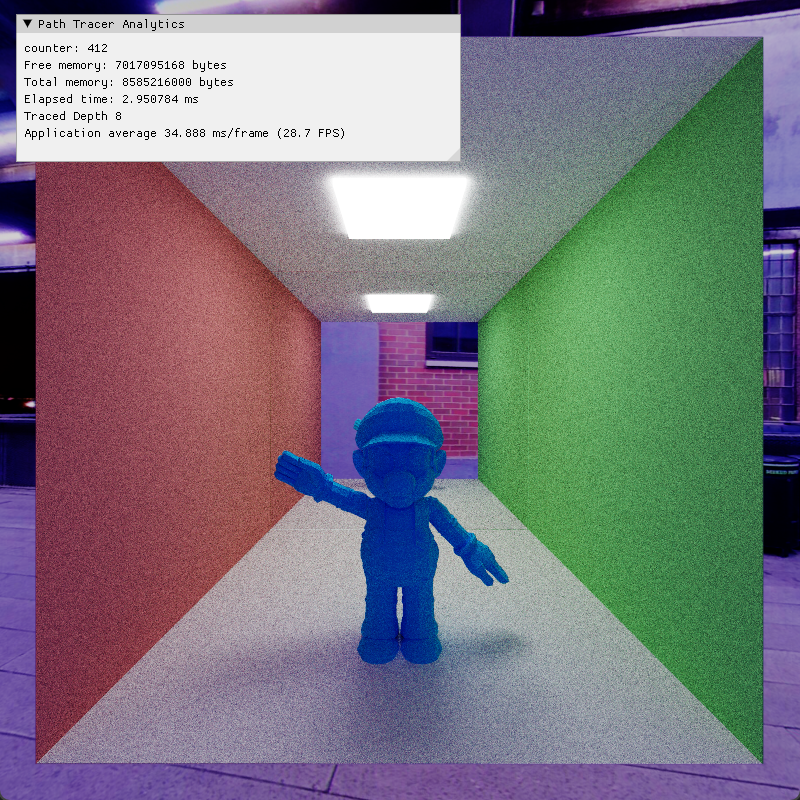 Path Tracer Analytics
counter: 412
Free memory: 7017095168 bytes
Total memory: 8585216000 bytes
Elapsed time: 2.950784 ms
Traced Depth 8
Application average 34.888 ms/frame (28.7 FPS)